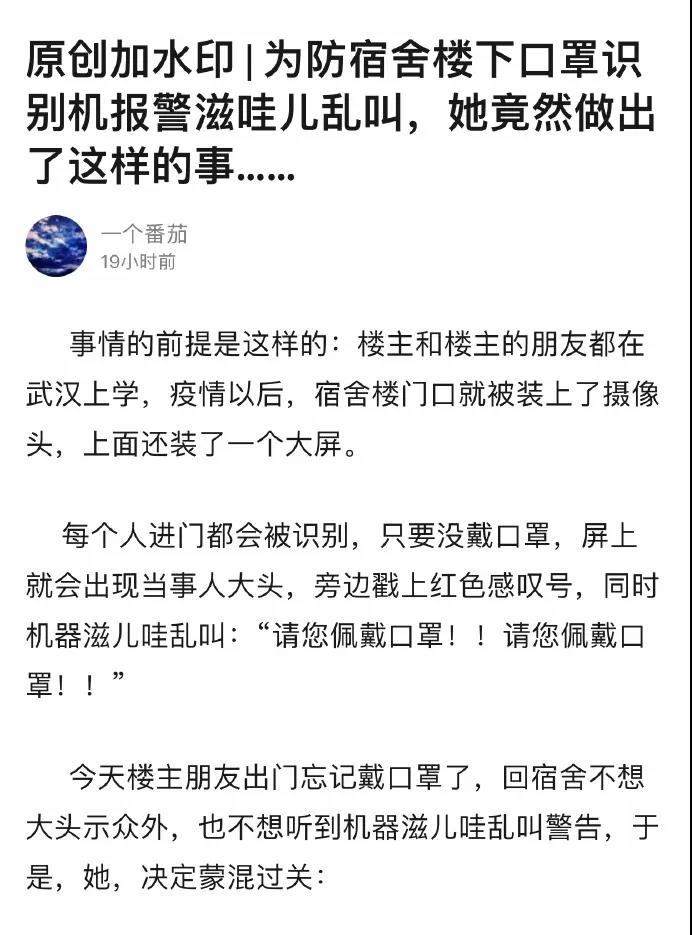 原创加水印|为防宿舍楼下口罩识
别机报警滋哇儿乱叫，她竟然做出
了这样的事......
一个番茄
19小时前
事情的前提是这样的：楼主和楼主的朋友都在
武汉上学，疫情以后，宿舍楼门口就被装上了摄像
头，上面还装了一个大屏。
每个人进门都会被识别，只要没戴口罩，屏上
就会出现当事人大头，旁边戳上红色感叹号，同时
机器滋儿哇乱叫：“请您佩戴口罩！！请您佩戴口
罩！！”
今天楼主朋友出门忘记戴口罩了，回宿舍不想
大头示众外，也不想听到机器滋儿哇乱叫警告，于
是，她，决定蒙混过关：